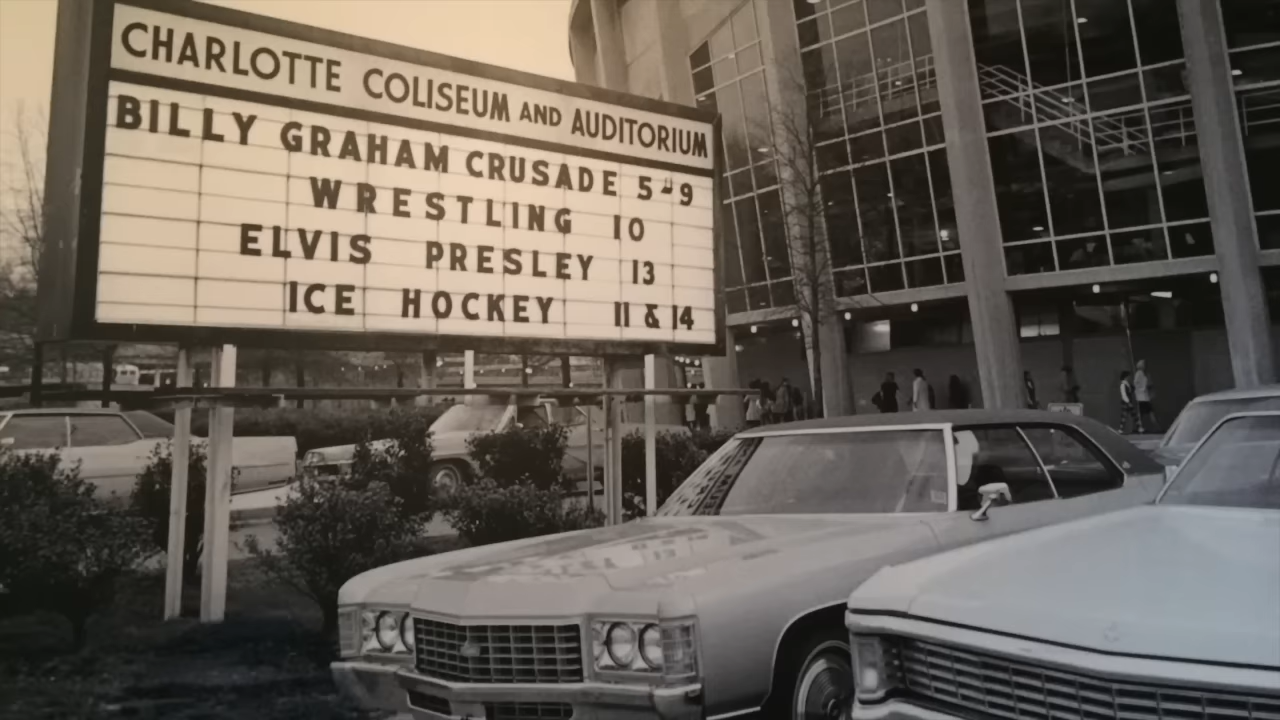 CHARLOTTE COLISEUM AND AUDITORIUM
BILLY GRAHAM CRUSADE 5-9
WRESTLING 10
ELVIS PRESLEY 13
ICE HOCKEY 11 & 14